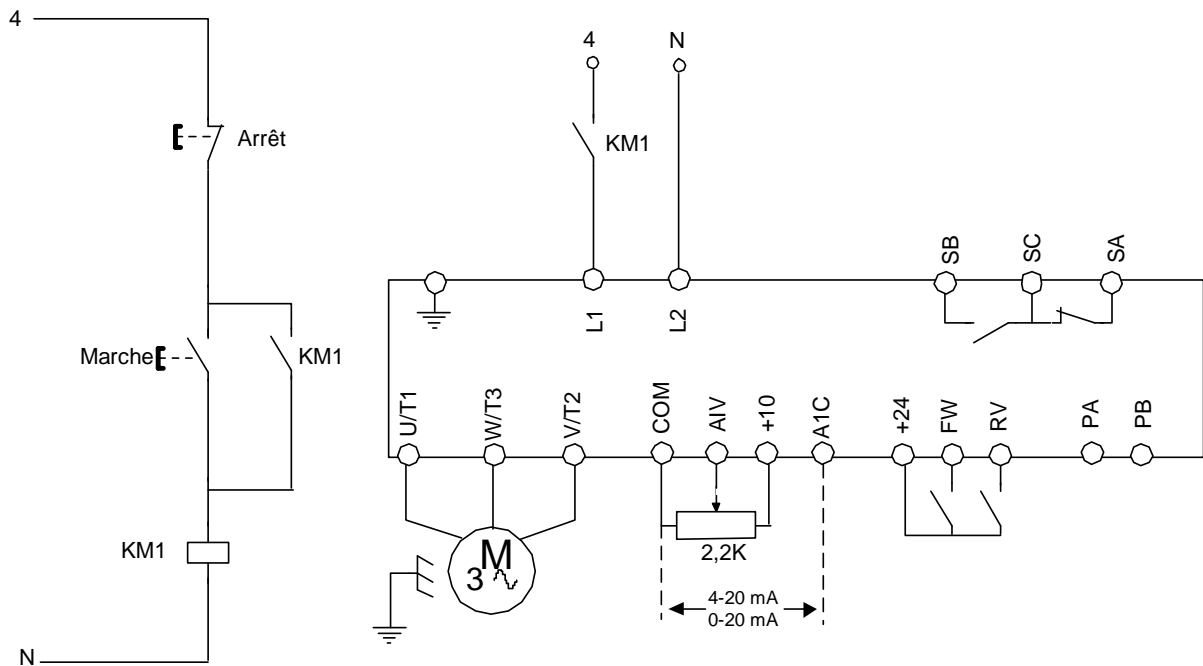 4
Arrêt
Marche
KM1
KM1
N
4
N
KM1
L1
L2
SB
SC
SA
U/T1
W/T3
V/T2
COM
AIV
+10
A1C
+24
FW
RV
PA
PB
M
3
2,2K
4-20 mA
0-20 mA